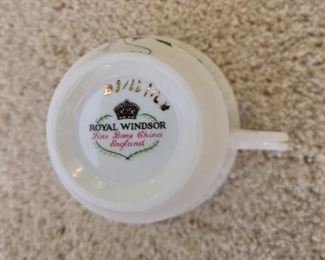 ROYAL WINDSOR
Fine Bone China
England